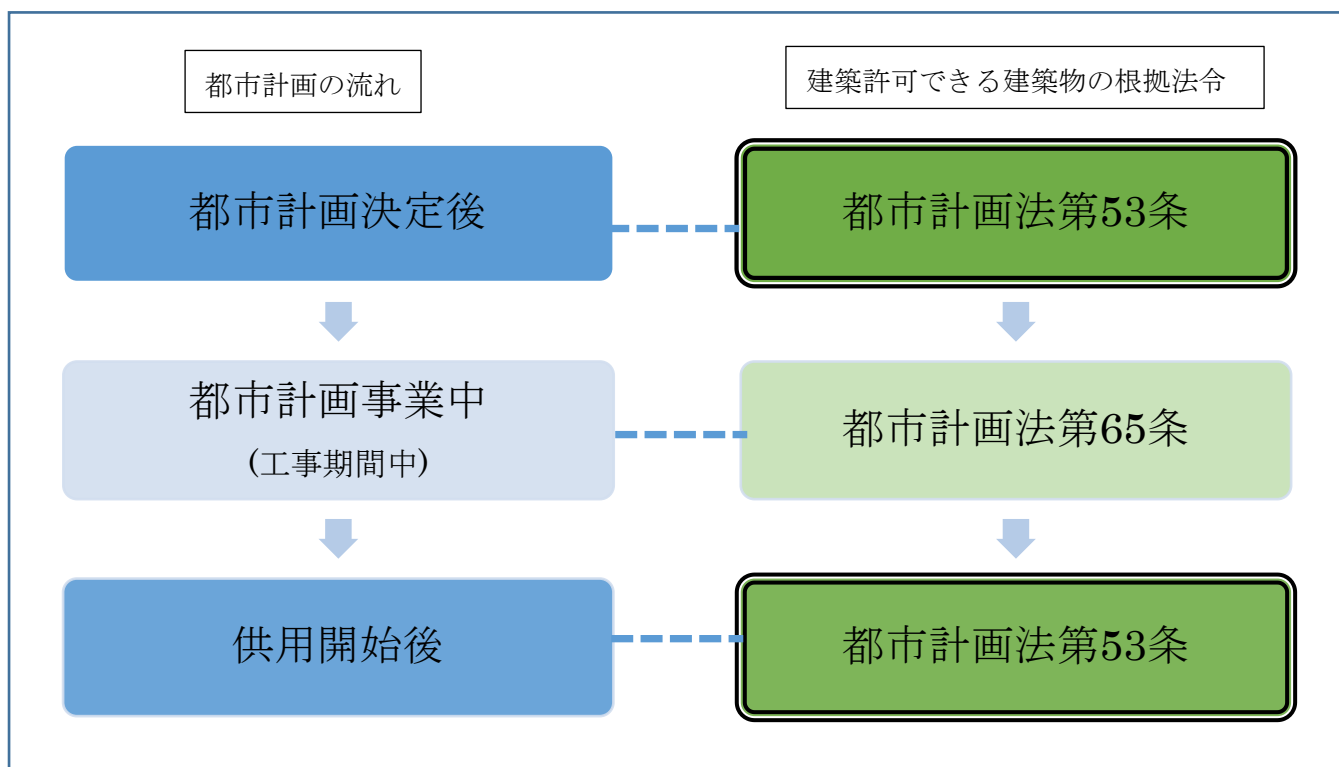 都市計画の流れ
建築許可できる建築物の根拠法令
都市計画決定後
都市計画法第53条
都市計画事業中
(工事期間中)
都市計画法第65条
供用開始後
都市計画法第53条